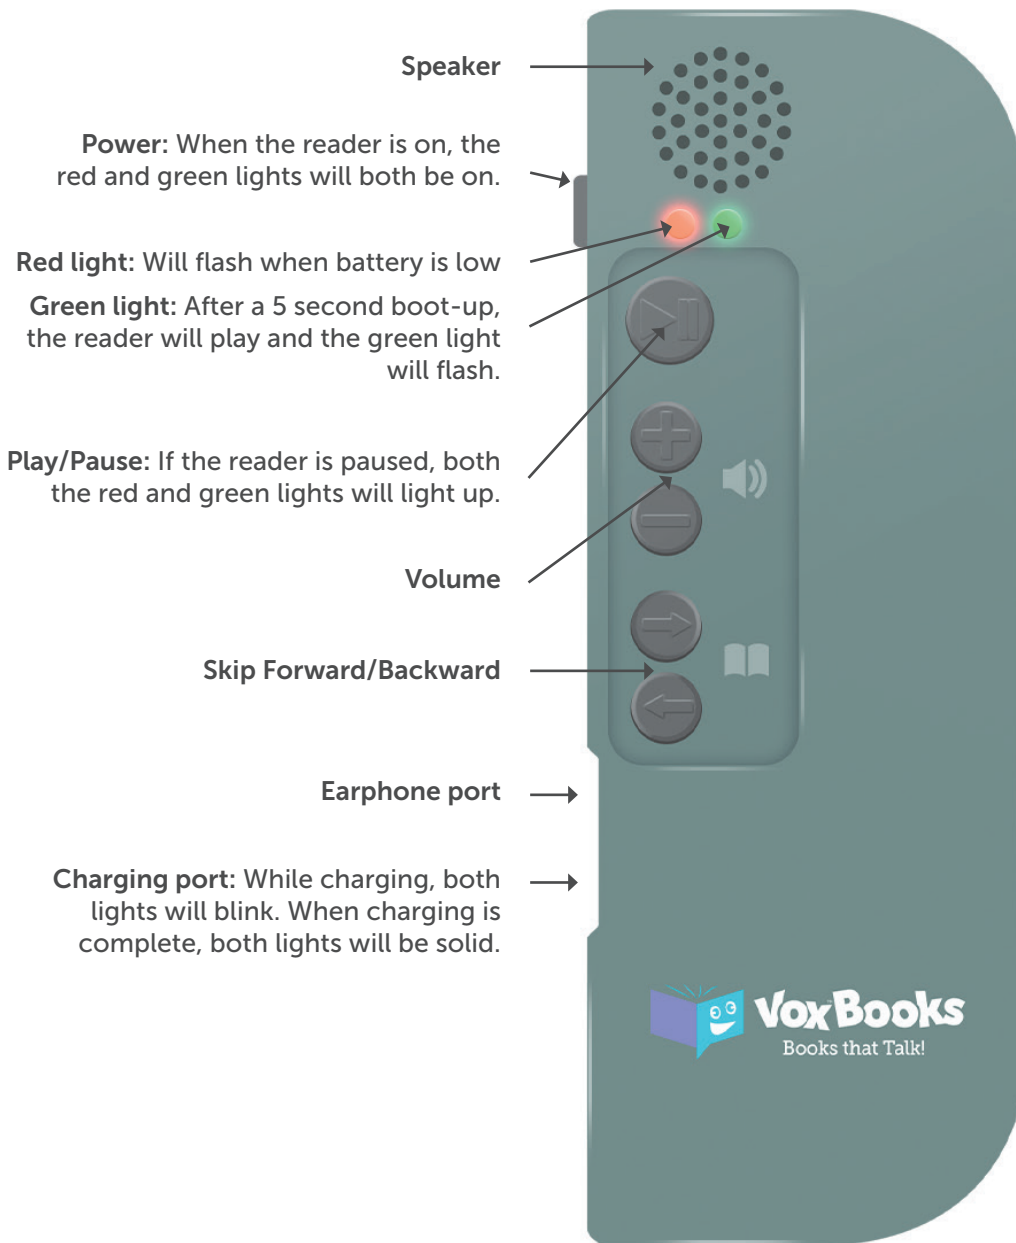 Speaker
Power: When the reader is on, the
red and green lights will both be on.
Red light: Will flash when battery is low
Green light: After a 5 second boot-up,
the reader will play and the green light
will flash.
Play/Pause: If the reader is paused, both
the red and green lights will light up.
Volume
Skip Forward/Backward
Earphone port
Charging port: While charging, both
lights will blink. When charging is
complete, both lights will be solid.
VOX BOOKS
Books that Talk!